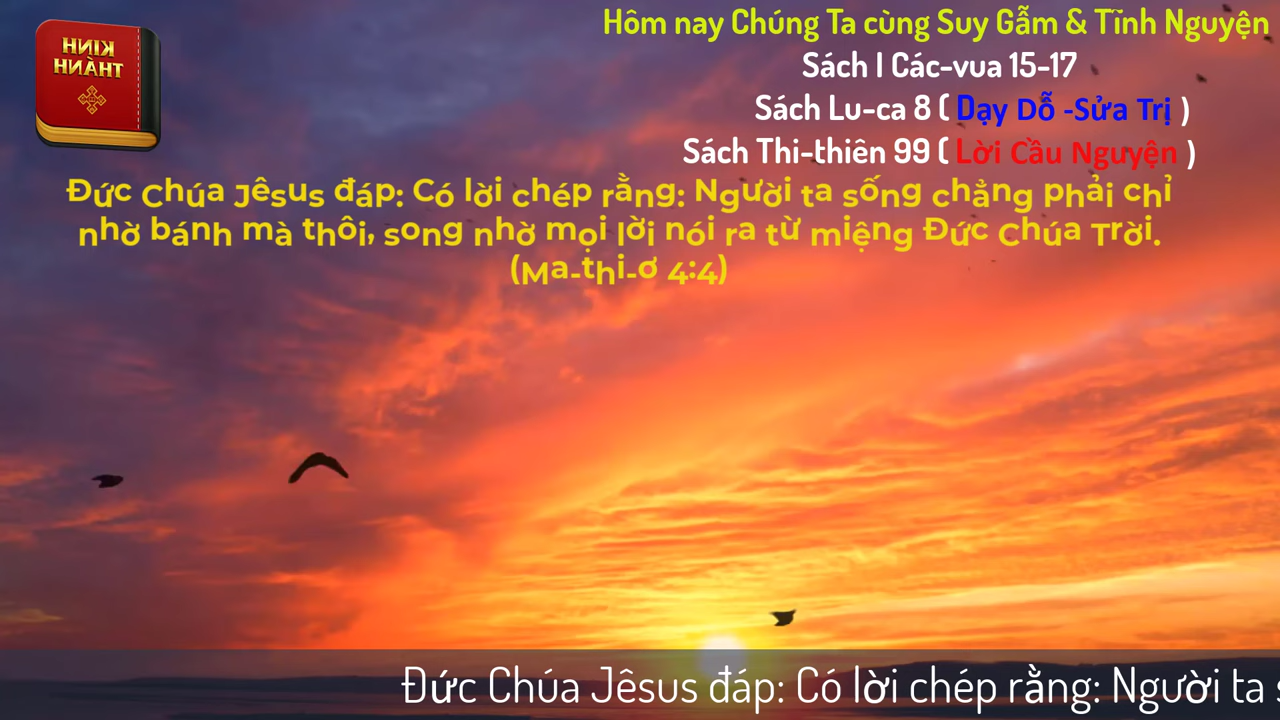 KINH
THÀNH
Hôm nay Chúng Ta cùng Suy Gẫm & Tĩnh Nguyện
Sách I Các-vua 15-17
Sách Lu-ca 8 ( Dạy Dỗ -Sửa Trị )
Sách Thi-thiên 99 ( Lời Cầu Nguyện )
Đức Chúa Jêsus đáp: Có lời chép rằng: Người ta sống chẳng phải chỉ
nhờ bánh mà thôi, song nhờ mọi lời nói ra từ miệng Đức Chúa Trời.
(Ma-thi-ơ 4:4)
Đức Chúa Jêsus đáp: Có lời chép rằng: Người ta